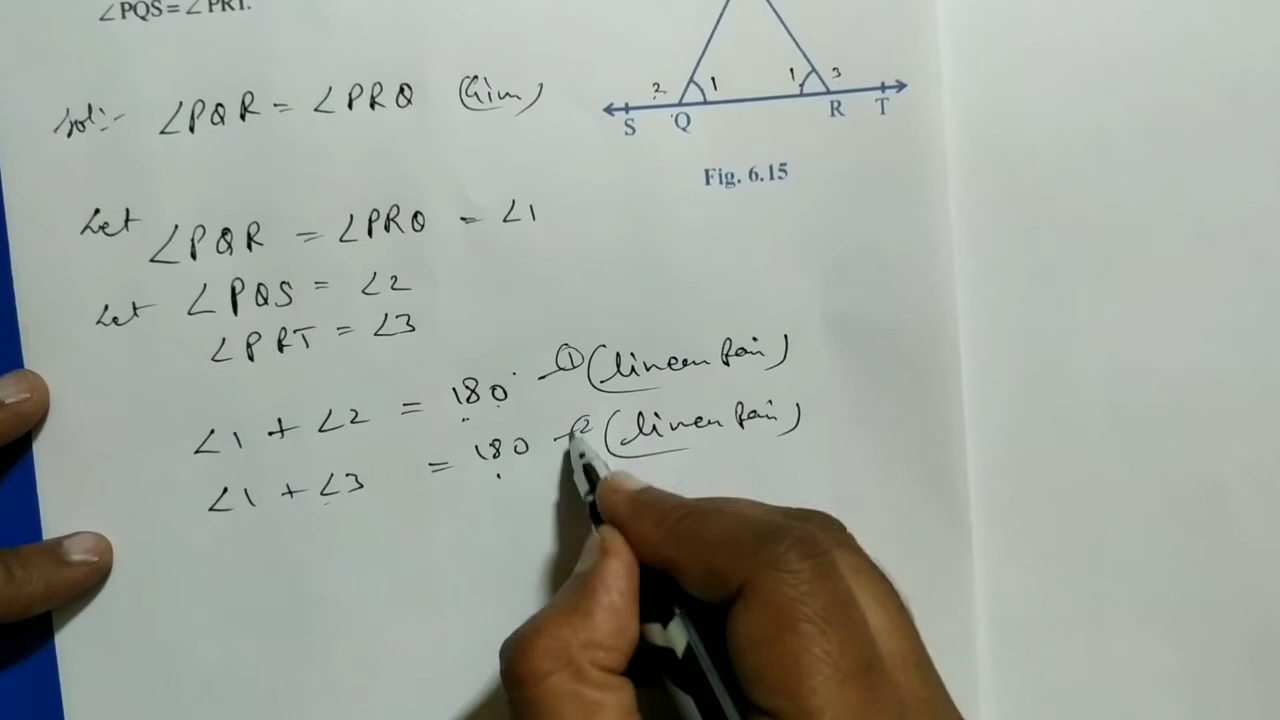 ∠PQS = ∠PRT.
Sol:- ∠PQR = ∠PRQ (Given)
2 1 1 3
S Q R T
Fig. 6.15
Let ∠PQR = ∠PRQ = ∠1
Let ∠PQS = ∠2
∠PRT = ∠3
∠1 + ∠2 = 180° — ① (linear Pair)
∠1 + ∠3 = 180 — ② (linear Pair)